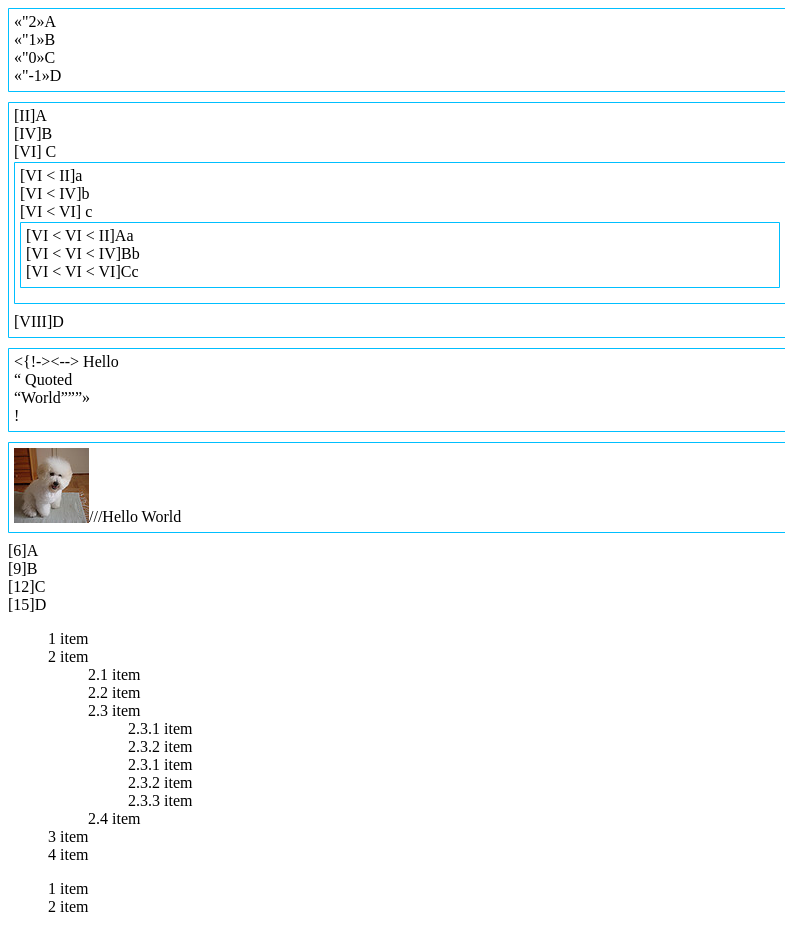 «"2»A
«"1»B
«"0»C
«"-1»D
[II]A
[IV]B
[VI] C
[VI < II]a
[VI < IV]b
[VI < VI] c
[VI < VI < II]Aa
[VI < VI < IV]Bb
[VI < VI < VI]Cc
[VIII]D
<{!-><--> Hello
“ Quoted
“World”””»
!
///Hello World
[6]A
[9]B
[12]C
[15]D
1 item
2 item
2.1 item
2.2 item
2.3 item
2.3.1 item
2.3.2 item
2.3.1 item
2.3.2 item
2.3.3 item
2.4 item
3 item
4 item
1 item
2 item